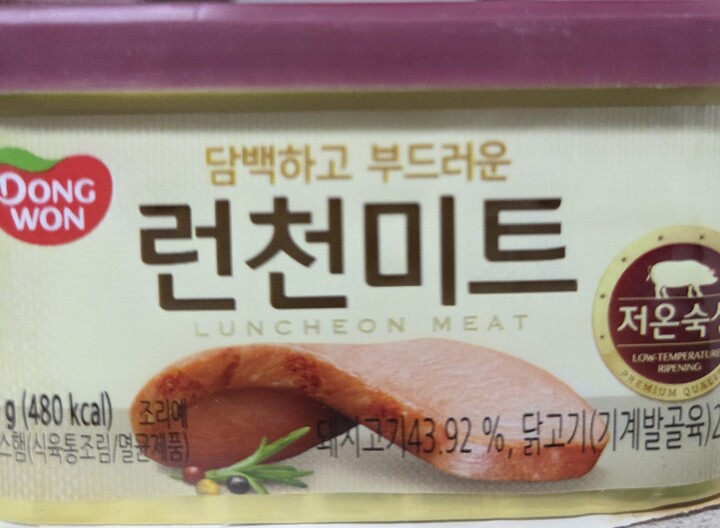 DONG
WON
담백하고 부드러운
런천미트
LUNCHEON MEAT
저온숙
LOW-TEMPERATURE
RIPENING
PREMIUM
g (480 kcal) 조리예
스햄(식육통조림/멸균제품)
돼지고기43.92 %, 닭고기(기계발골육)